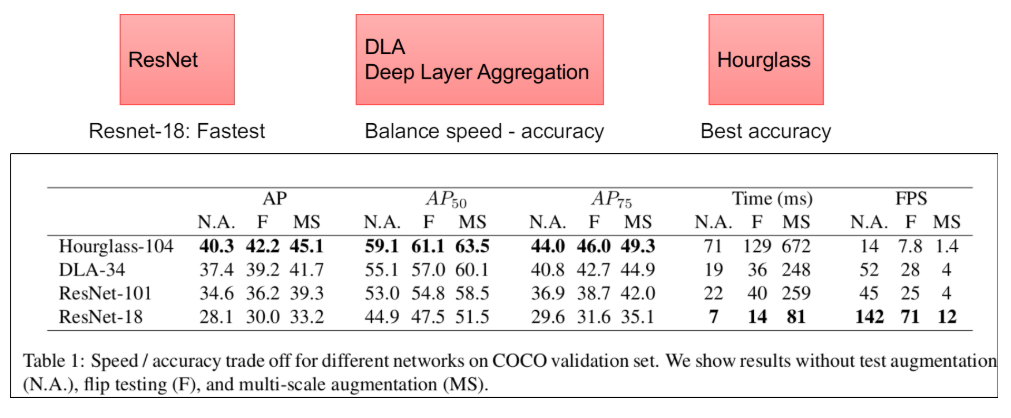 ResNet
DLA
Deep Layer Aggregation
Hourglass
Resnet-18: Fastest
Balance speed - accuracy
Best accuracy
AP AP50 AP75 Time (ms) FPS
N.A. F MS N.A. F MS N.A. F MS N.A. F MS N.A. F MS
Hourglass-104 40.3 42.2 45.1 59.1 61.1 63.5 44.0 46.0 49.3 71 129 672 14 7.8 1.4
DLA-34 37.4 39.2 41.7 55.1 57.0 60.1 40.8 42.7 44.9 19 36 248 52 28 4
ResNet-101 34.6 36.2 39.3 53.0 54.8 58.5 36.9 38.7 42.0 22 40 259 45 25 4
ResNet-18 28.1 30.0 33.2 44.9 47.5 51.5 29.6 31.6 35.1 7 14 81 142 71 12
Table 1: Speed / accuracy trade off for different networks on COCO validation set. We show results without test augmentation
(N.A.), flip testing (F), and multi-scale augmentation (MS).